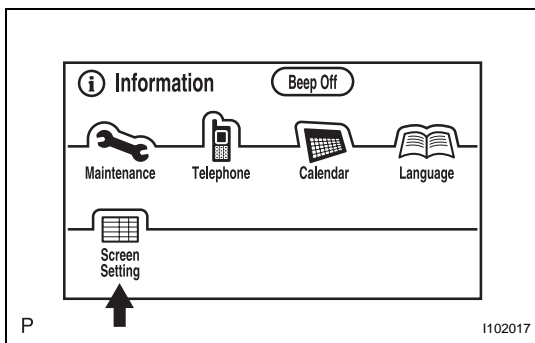 Information
Beep Off
Maintenance
Telephone
Calendar
Language
Screen
Setting
P
I102017